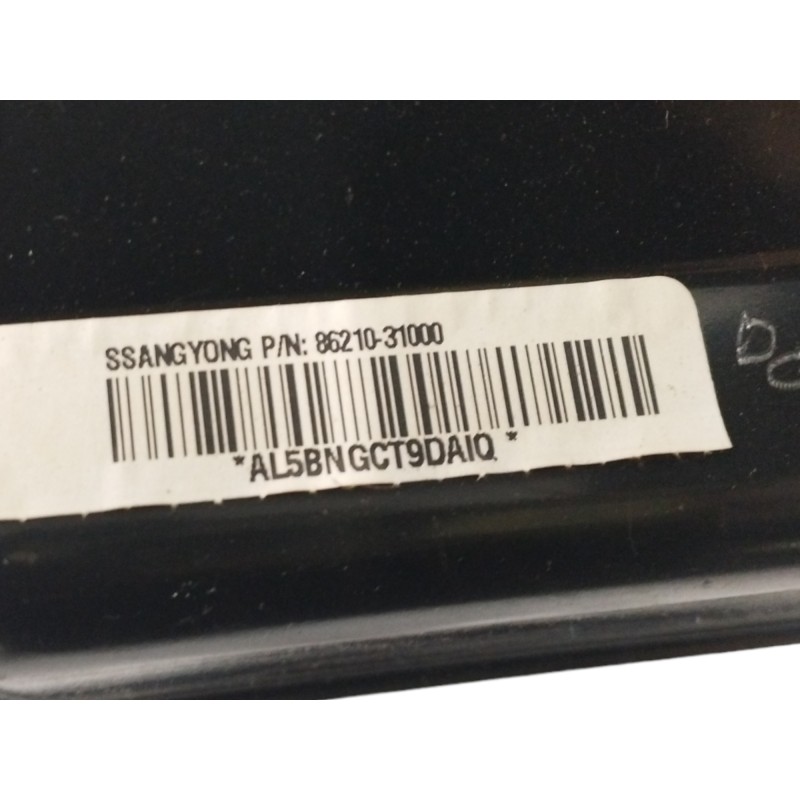 SSANGYONG P/N: 86210-31000
*AL5BNGCT9DAIQ*